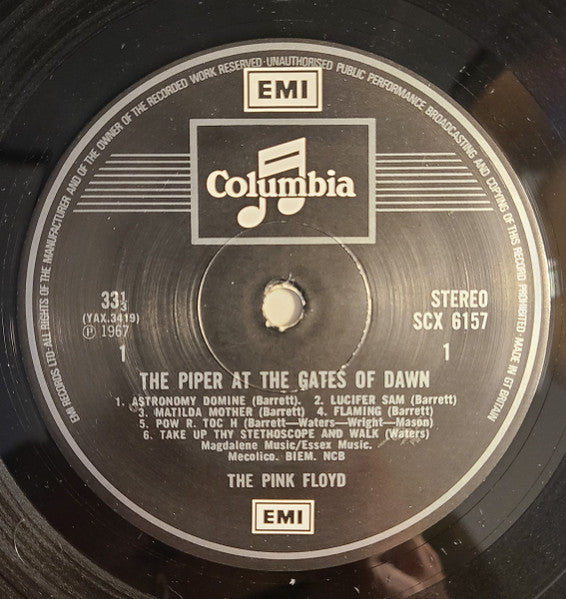 EMI RECORDS LTD·ALL RIGHTS OF THE MANUFACTURER AND OF THE OWNER OF THE RECORDED WORK RESERVED·UNAUTHORISED PUBLIC PERFORMANCE BROADCASTING AND COPYING OF THIS RECORD PROHIBITED MADE IN GT BRITAIN
EMI
Columbia
33⅓
(YAX.3419)
Ⓟ 1967
1
STEREO
SCX 6157
1
THE PIPER AT THE GATES OF DAWN
1. ASTRONOMY DOMINE (Barrett). 2. LUCIFER SAM (Barrett)
3. MATILDA MOTHER (Barrett) 4. FLAMING (Barrett)
5. POW R. TOC H (Barrett—Waters—Wright—Mason)
6. TAKE UP THY STETHOSCOPE AND WALK (Waters)
Magdalene Music/Essex Music.
Mecolico. BIEM. NCB
THE PINK FLOYD
EMI